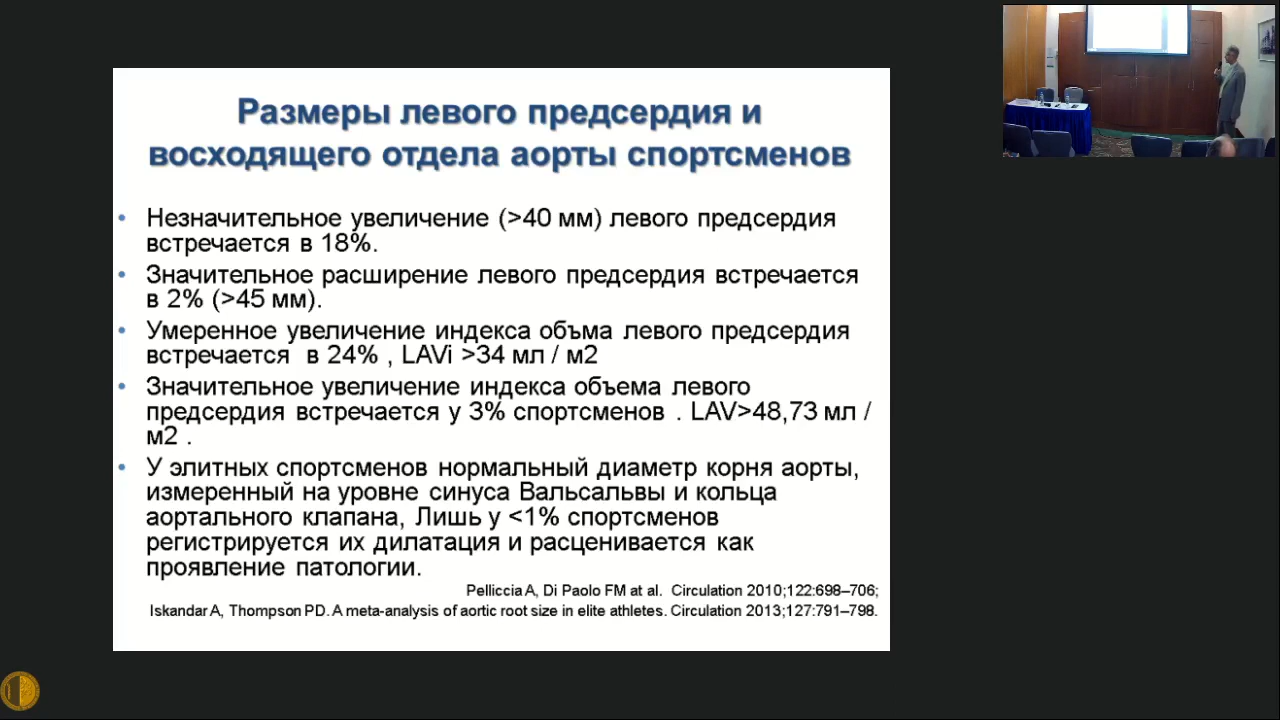 Размеры левого предсердия и
восходящего отдела аорты спортсменов
• Незначительное увеличение (>40 мм) левого предсердия
встречается в 18%.
• Значительное расширение левого предсердия встречается
в 2% (>45 мм).
• Умеренное увеличение индекса объма левого предсердия
встречается в 24% , LAVi >34 мл / м2
• Значительное увеличение индекса объема левого
предсердия встречается у 3% спортсменов . LAV>48,73 мл /
м2 .
• У элитных спортсменов нормальный диаметр корня аорты,
измеренный на уровне синуса Вальсальвы и кольца
аортального клапана, Лишь у <1% спортсменов
регистрируется их дилатация и расценивается как
проявление патологии.
Pelliccia A, Di Paolo FM at al. Circulation 2010;122:698–706;
Iskandar A, Thompson PD. A meta-analysis of aortic root size in elite athletes. Circulation 2013;127:791–798.